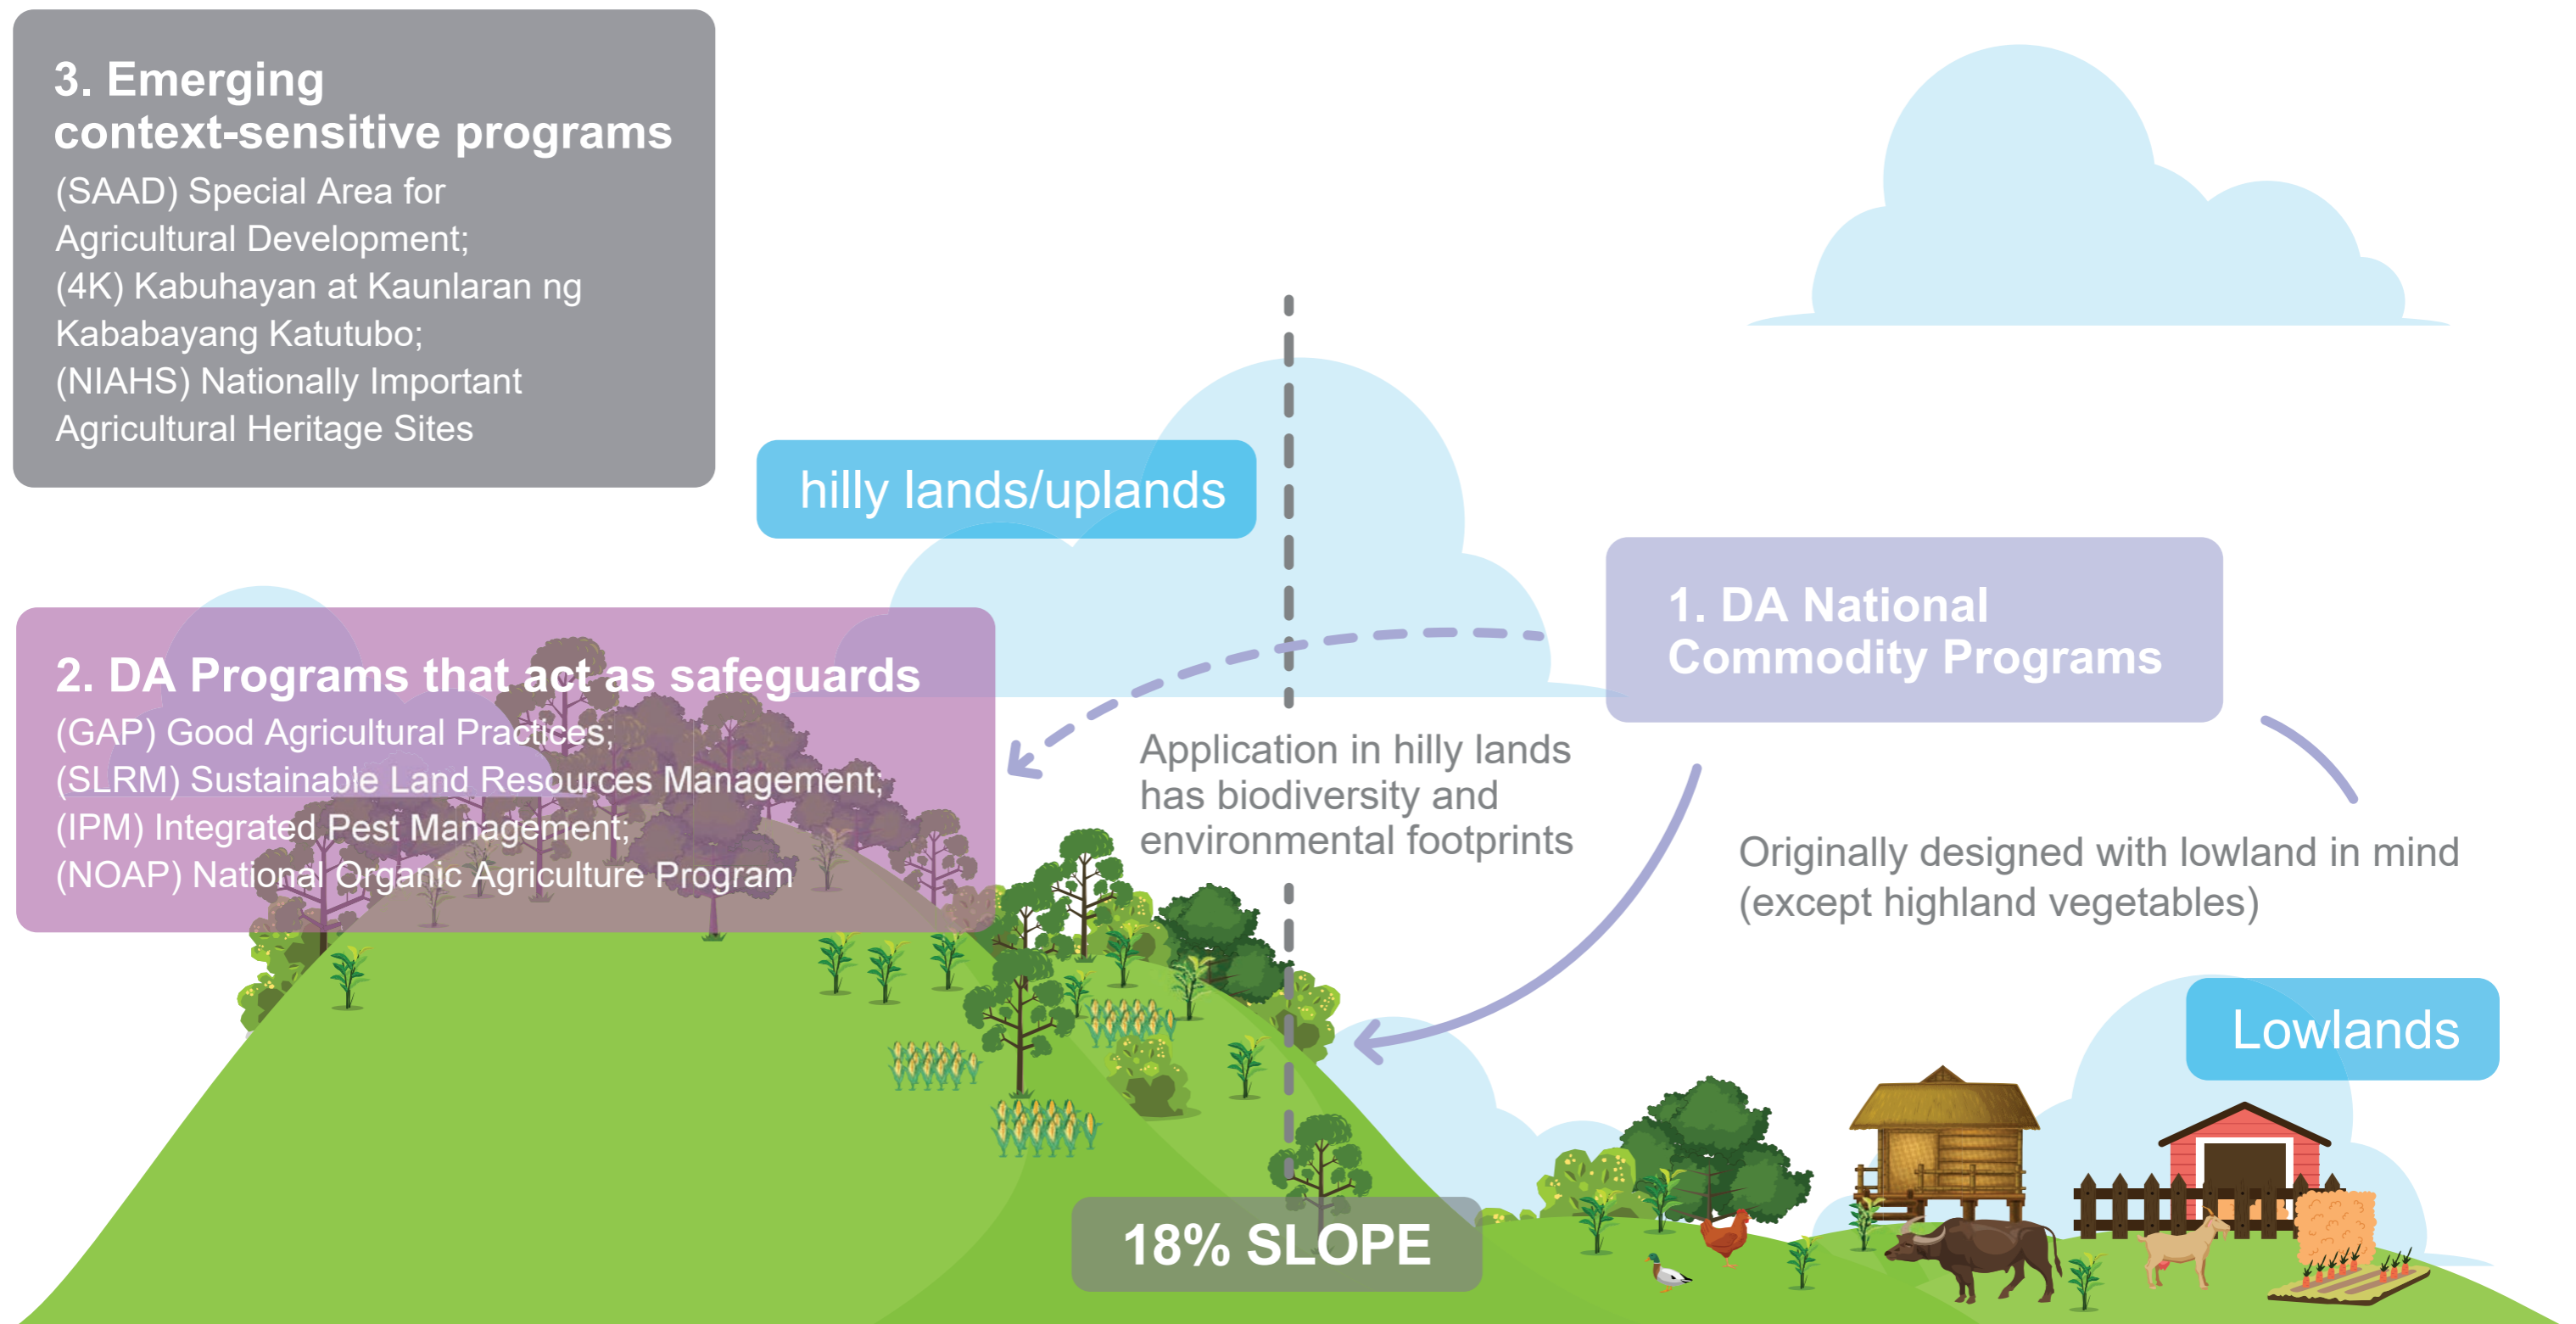 3. Emerging
context-sensitive programs
(SAAD) Special Area for
Agricultural Development;
(4K) Kabuhayan at Kaunlaran ng
Kababayang Katutubo;
(NIAHS) Nationally Important
Agricultural Heritage Sites
hilly lands/uplands
1. DA National
Commodity Programs
2. DA Programs that act as safeguards
(GAP) Good Agricultural Practices;
(SLRM) Sustainable Land Resources Management;
(IPM) Integrated Pest Management;
(NOAP) National Organic Agriculture Program
Application in hilly lands
has biodiversity and
environmental footprints
Originally designed with lowland in mind
(except highland vegetables)
Lowlands
18% SLOPE